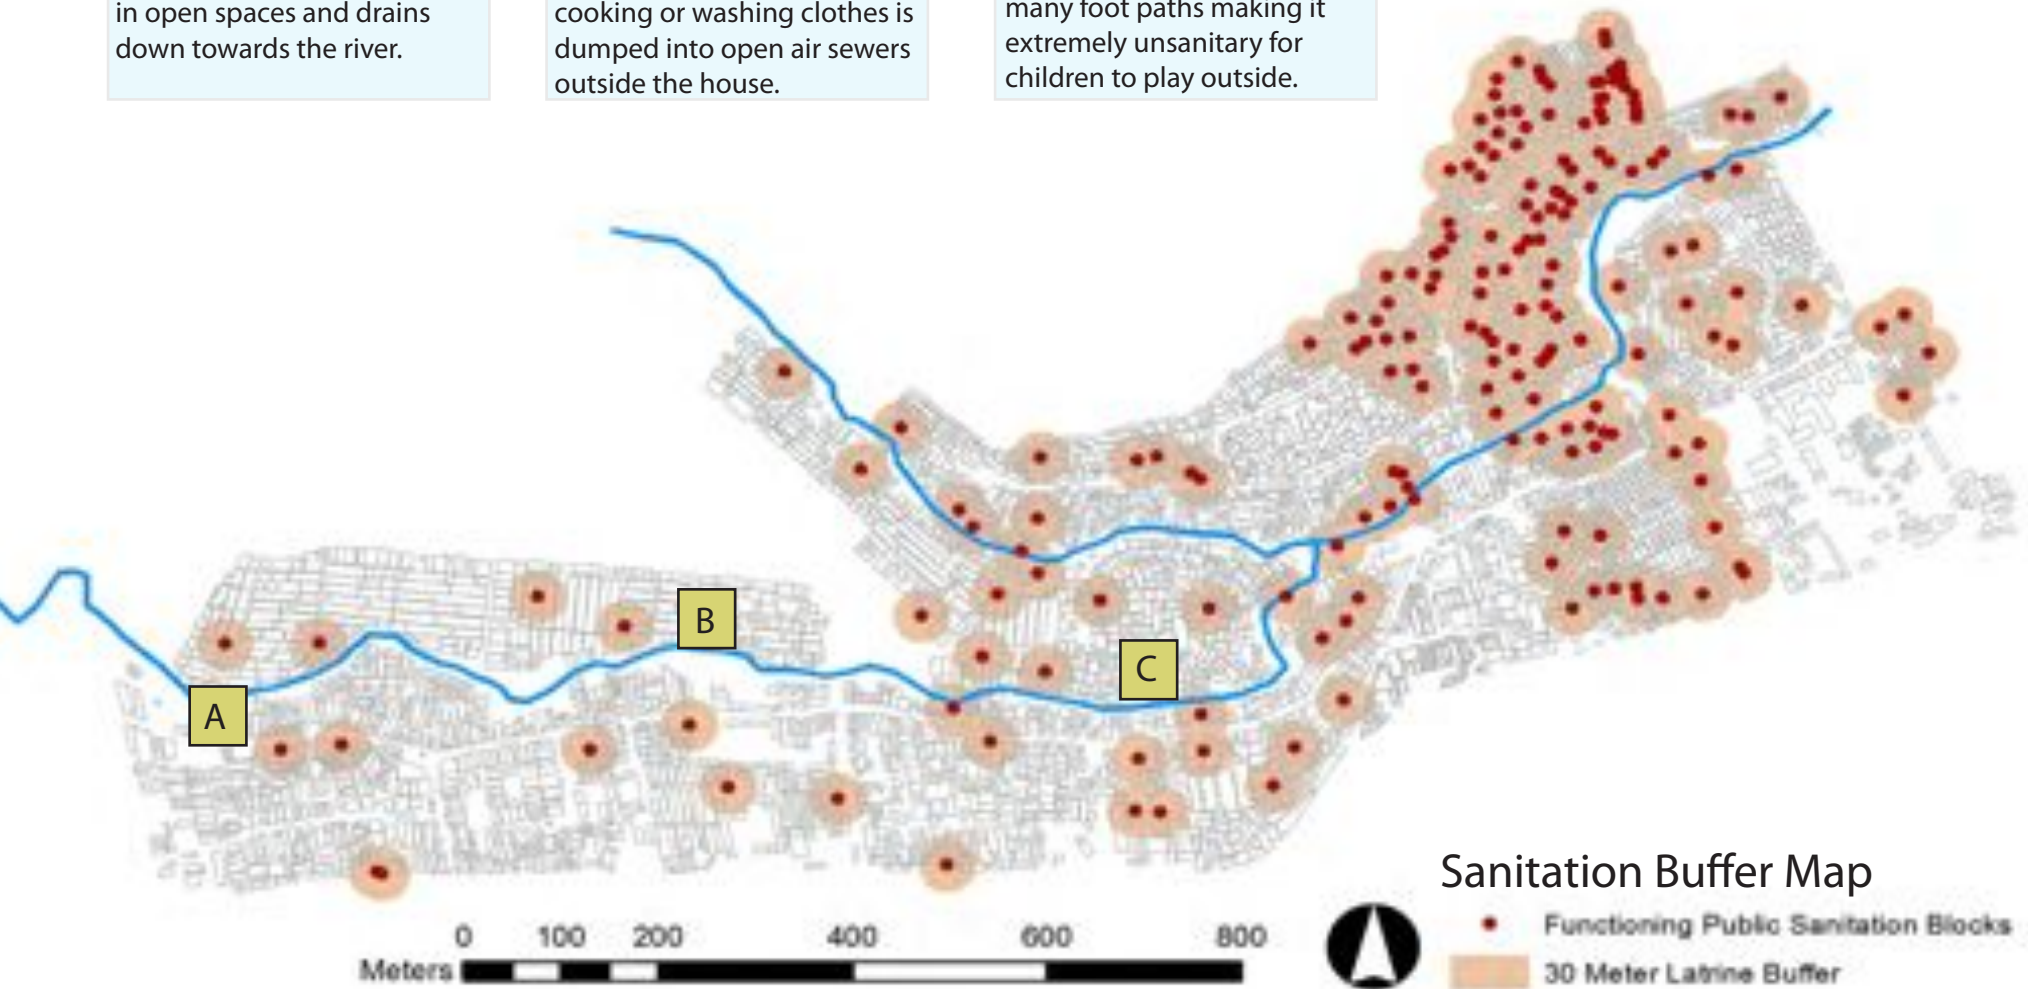 in open spaces and drains
down towards the river.
cooking or washing clothes is
dumped into open air sewers
outside the house.
many foot paths making it
extremely unsanitary for
children to play outside.
A
B
C
Sanitation Buffer Map
Functioning Public Sanitation Blocks
30 Meter Latrine Buffer
0 100 200 400 600 800
Meters